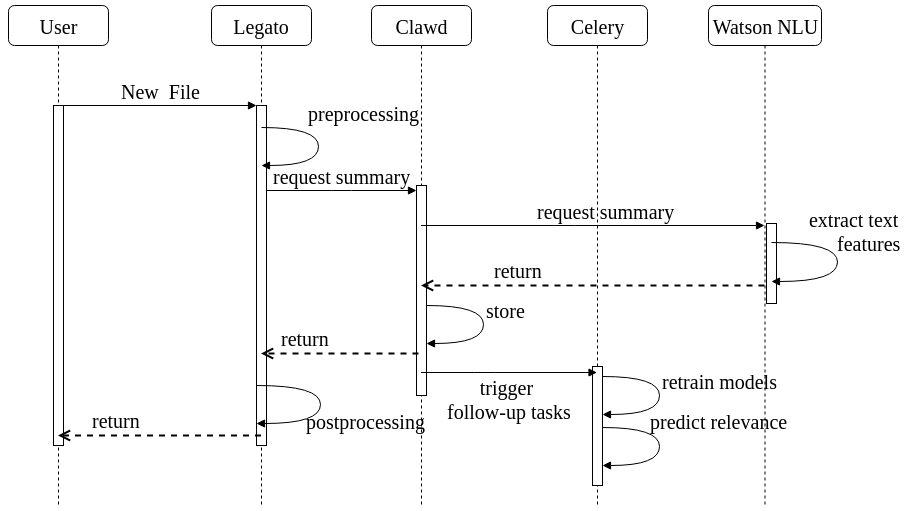 User
Legato
Clawd
Celery
Watson NLU
New  File
preprocessing
request summary
request summary
extract text
features
return
store
return
trigger
follow-up tasks
retrain models
return
postprocessing
predict relevance